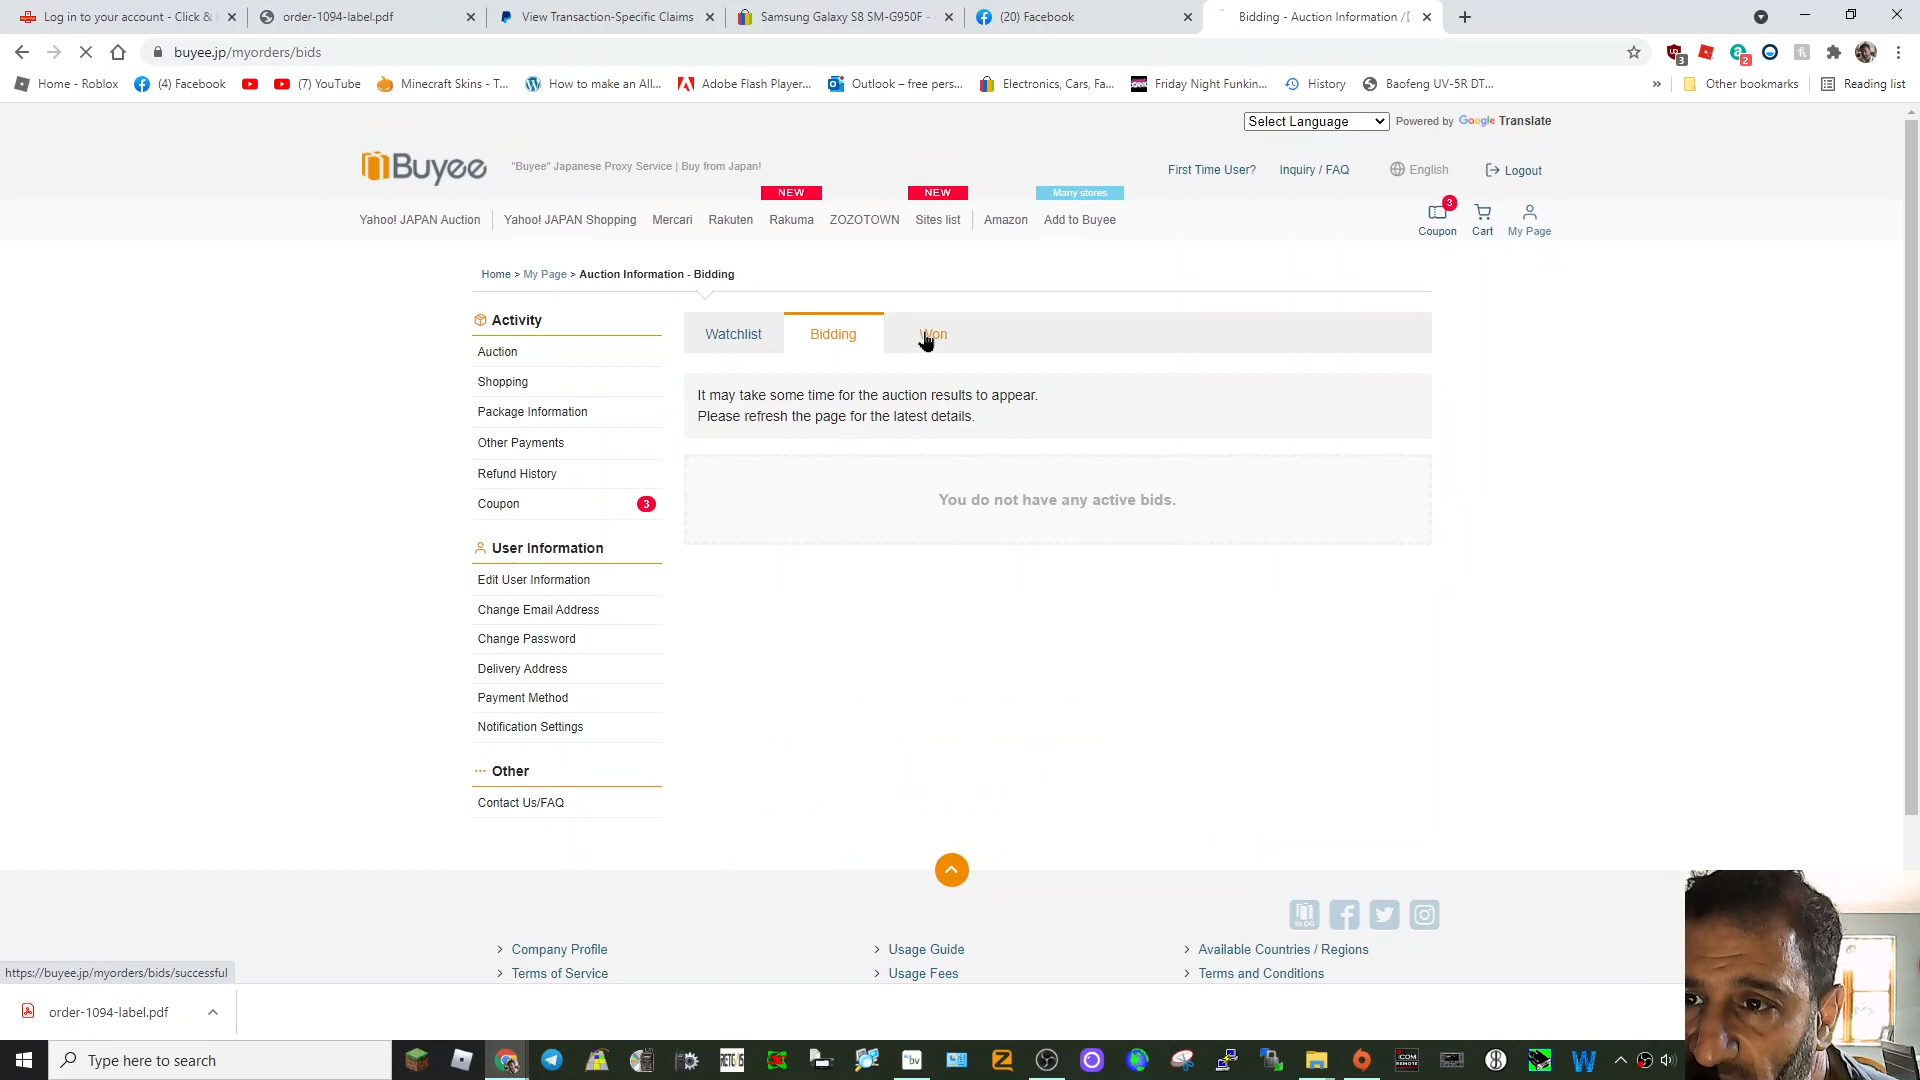 Log in to your account - Click &
order-1094-label.pdf
View Transaction-Specific Claims
Samsung Galaxy S8 SM-G950F -
(20) Facebook
Bidding - Auction Information /
buyee.jp/myorders/bids
3
2
Home - Roblox
(4) Facebook
(7) YouTube
Minecraft Skins - T...
How to make an All...
Adobe Flash Player...
Outlook – free pers...
Electronics, Cars, Fa...
Friday Night Funkin...
History
Baofeng UV-5R DT...
»
Other bookmarks
Reading list
Select Language
Powered by Google Translate
Buyee
"Buyee" Japanese Proxy Service | Buy from Japan!
First Time User?
Inquiry / FAQ
English
Logout
NEW
NEW
Many stores
Yahoo! JAPAN Auction
Yahoo! JAPAN Shopping
Mercari
Rakuten
Rakuma
ZOZOTOWN
Sites list
Amazon
Add to Buyee
3
Coupon
Cart
My Page
Home > My Page > Auction Information - Bidding
Activity
Auction
Shopping
Package Information
Other Payments
Refund History
Coupon
3
User Information
Edit User Information
Change Email Address
Change Password
Delivery Address
Payment Method
Notification Settings
Other
Contact Us/FAQ
Watchlist
Bidding
Won
It may take some time for the auction results to appear.
Please refresh the page for the latest details.
You do not have any active bids.
BLOG
Company Profile
Usage Guide
Available Countries / Regions
Terms of Service
Usage Fees
Terms and Conditions
https://buyee.jp/myorders/bids/successful
order-1094-label.pdf
Type here to search